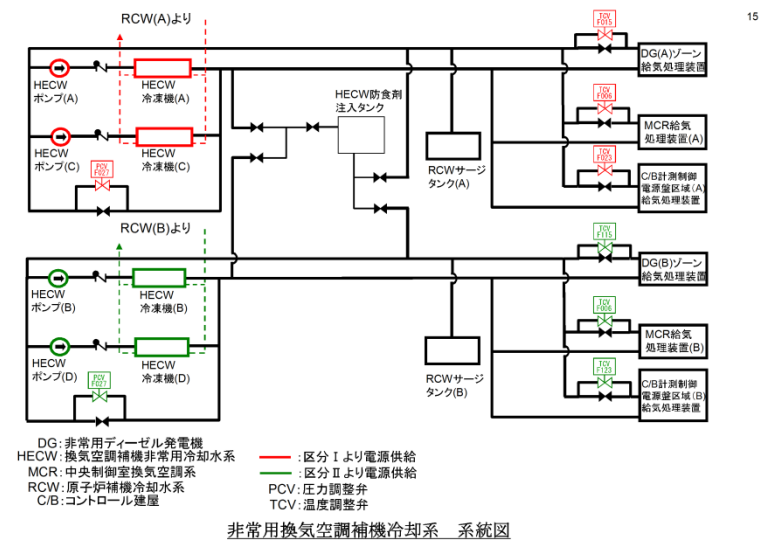 15
RCW(A)より
TCV
F015
DG(A)ゾーン
給気処理装置
HECW
ポンプ(A)
HECW
冷凍機(A)
HECW防食剤
注入タンク
TCV
F006
MCR給気
処理装置(A)
HECW
ポンプ(C)
HECW
冷凍機(C)
PCV
F027
RCWサージ
タンク(A)
TCV
F023
C/B計測制御
電源盤区域(A)
給気処理装置
RCW(B)より
TCV
F115
DG(B)ゾーン
給気処理装置
HECW
ポンプ(B)
HECW
冷凍機(B)
TCV
F006
MCR給気
処理装置(B)
HECW
ポンプ(D)
HECW
冷凍機(D)
PCV
F027
RCWサージ
タンク(B)
TCV
F123
C/B計測制御
電源盤区域(B)
給気処理装置
DG:非常用ディーゼル発電機
HECW:換気空調補機非常用冷却水系
MCR:中央制御室換気空調系
RCW:原子炉補機冷却水系
C/B:コントロール建屋
:区分Ⅰより電源供給
:区分Ⅱより電源供給
PCV:圧力調整弁
TCV:温度調整弁
非常用換気空調補機冷却系 系統図